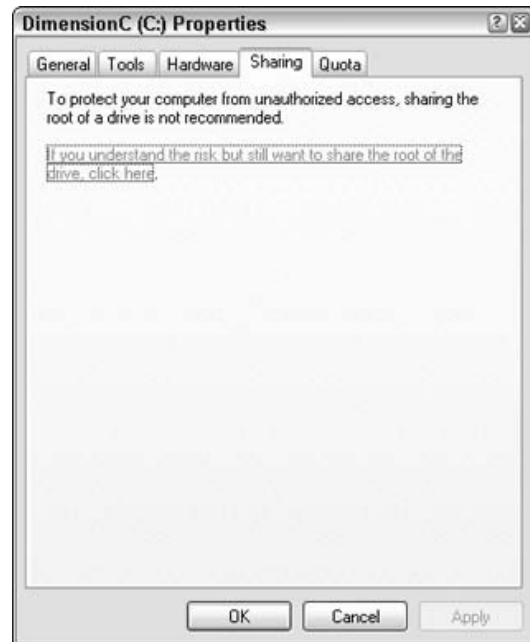 DimensionC (C:) Properties
General Tools Hardware Sharing Quota
To protect your computer from unauthorized access, sharing the
root of a drive is not recommended.
If you understand the risk but still want to share the root of the
drive, click here.
OK Cancel Apply